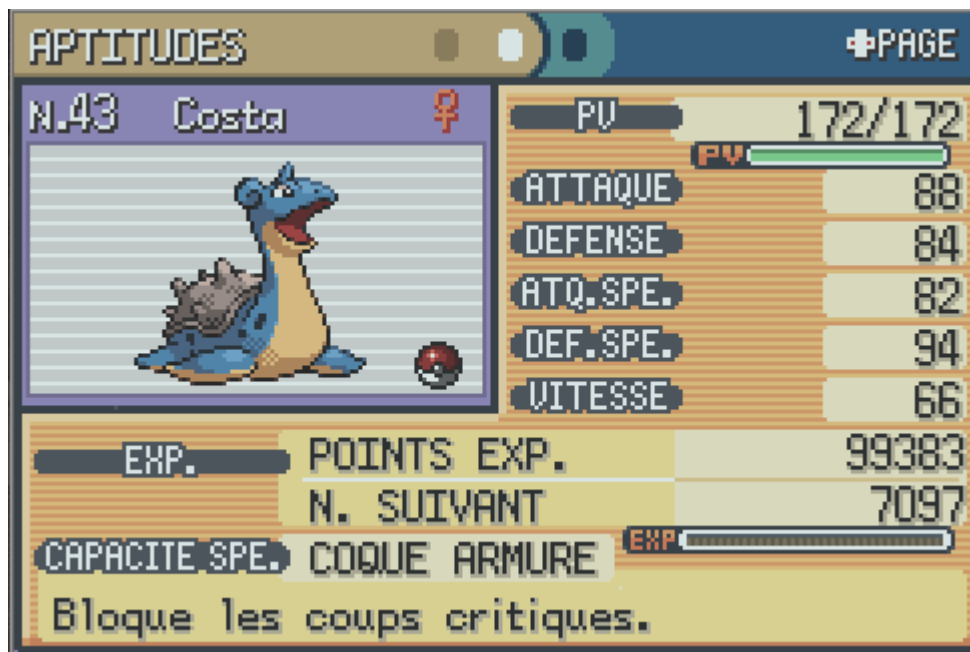 APTITUDES
PAGE
N.43 Costa ♀
PV 172/172
PV
ATTAQUE 88
DEFENSE 84
ATQ.SPE. 82
DEF.SPE. 94
VITESSE 66
EXP. POINTS EXP. 99383
N. SUIVANT 7097
EXP
CAPACITE SPE. COQUE ARMURE
Bloque les coups critiques.